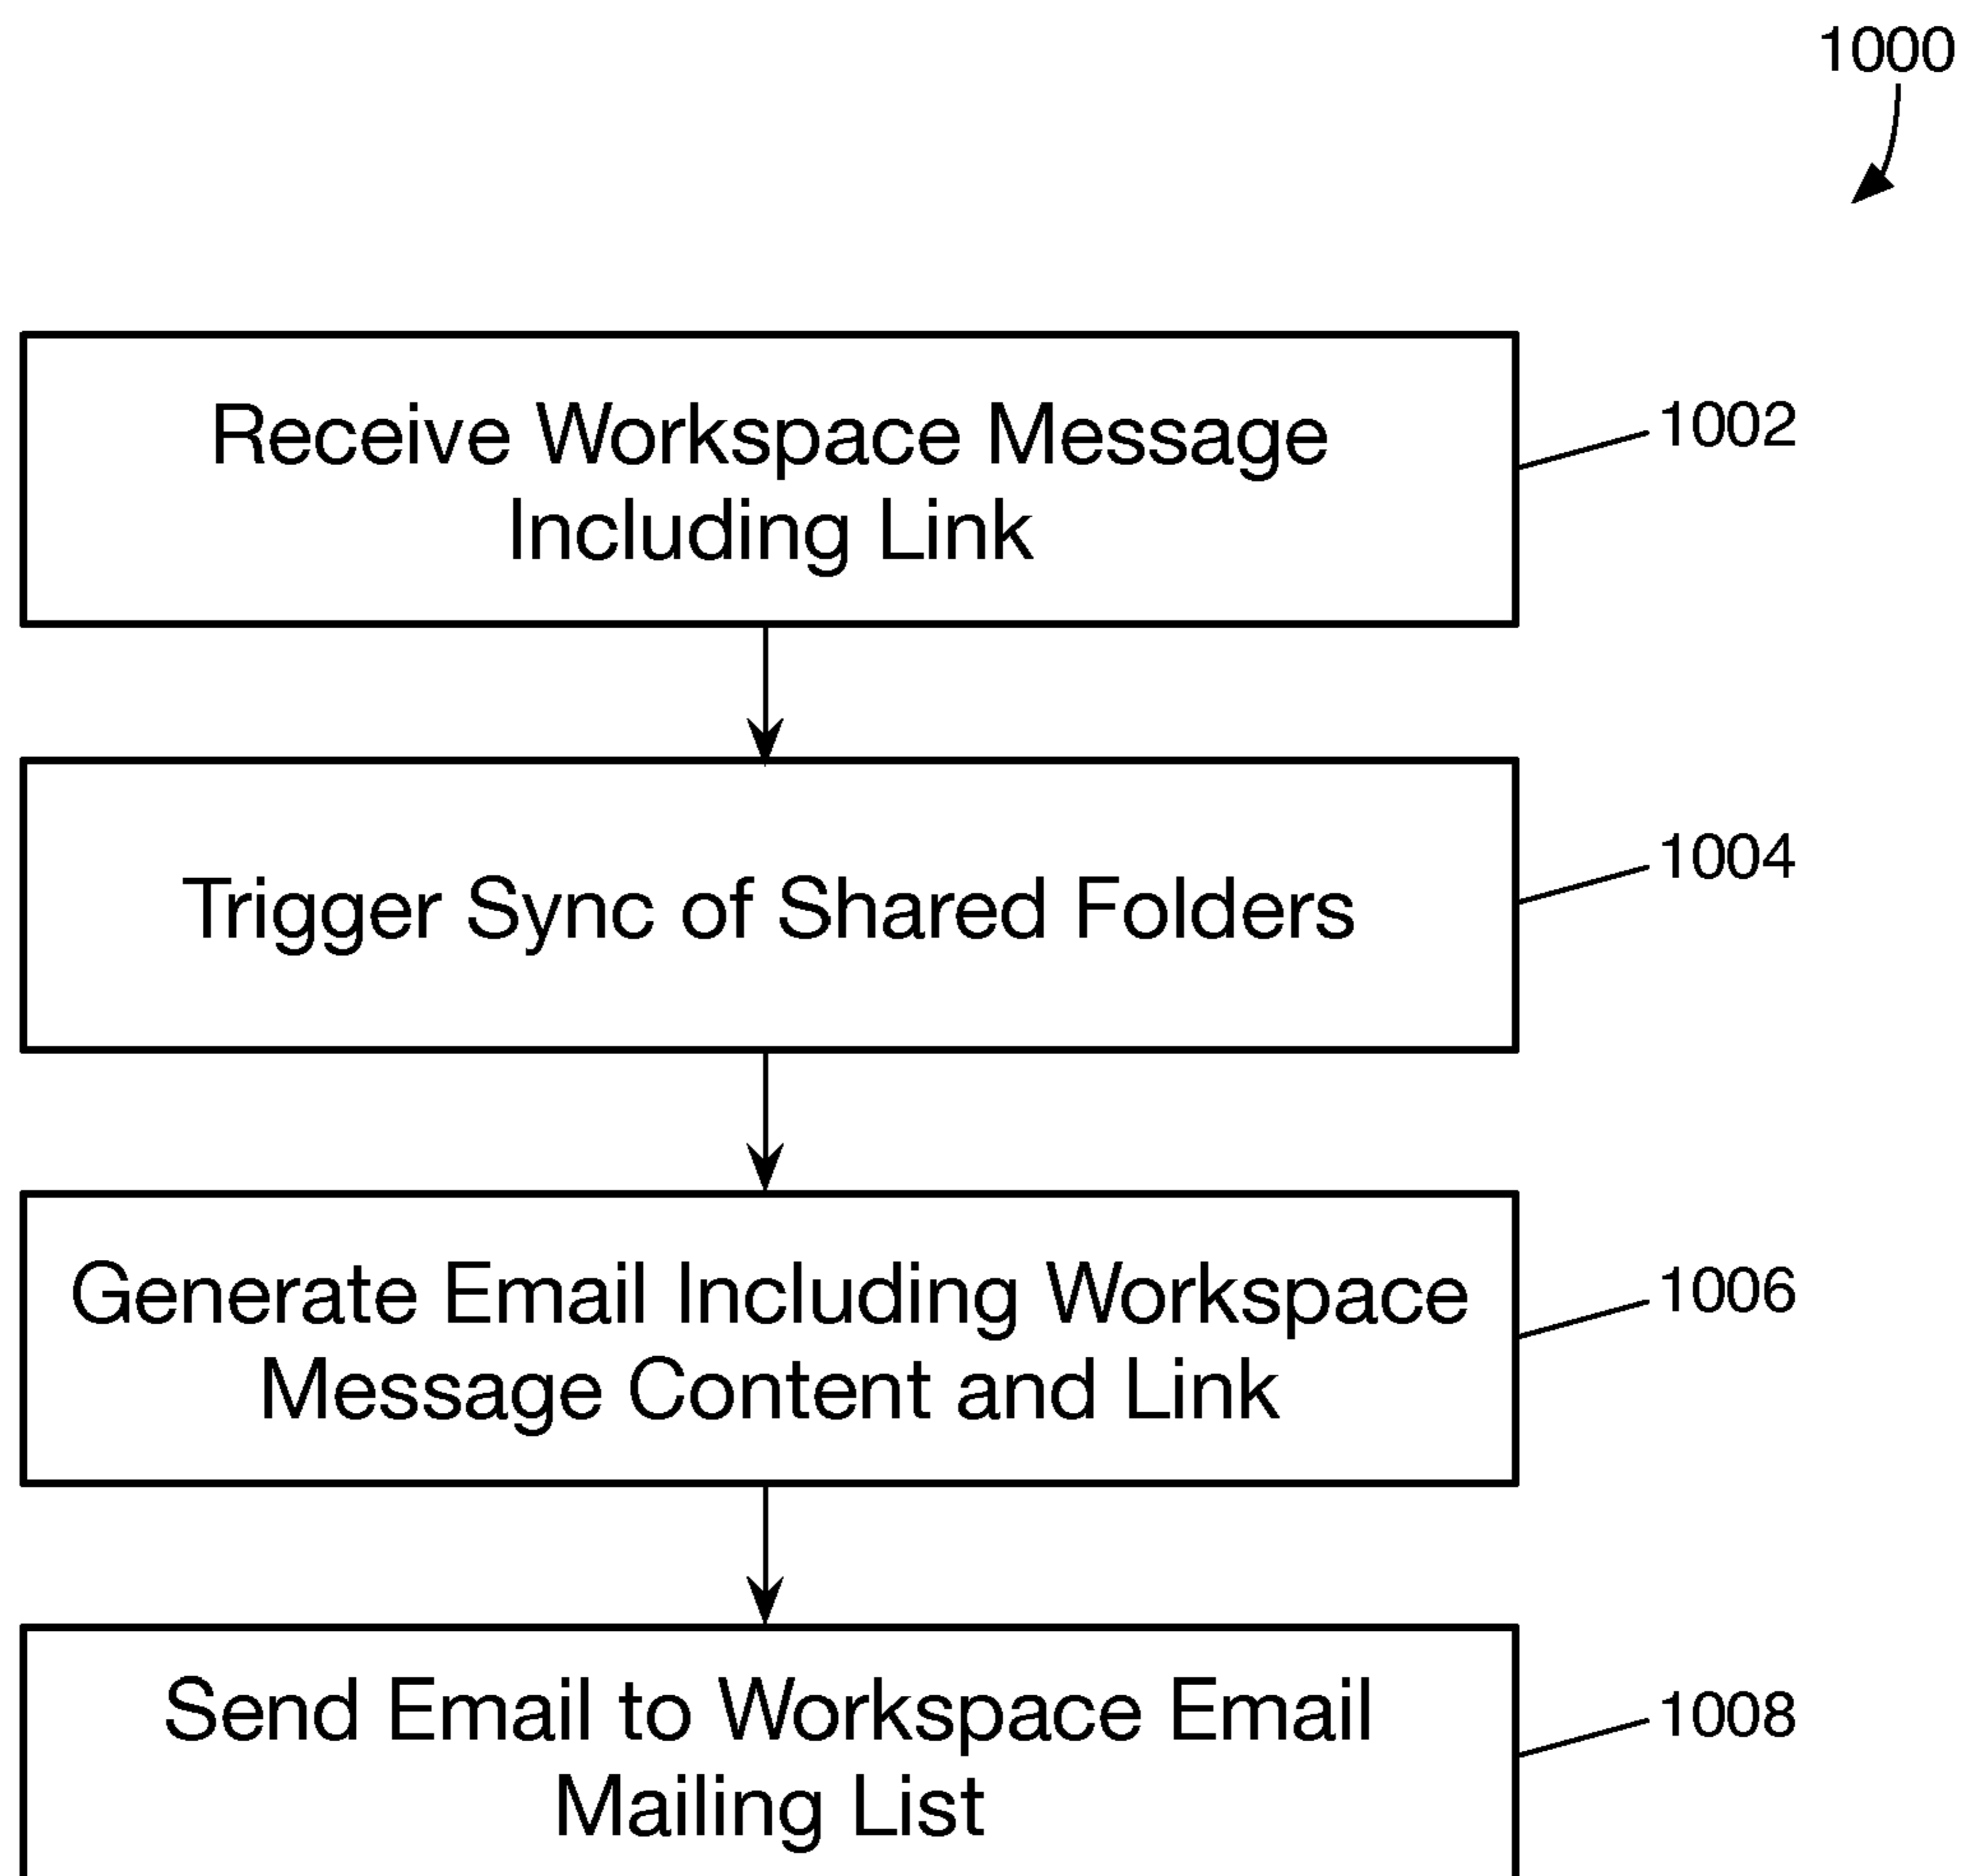 1000
Receive Workspace Message
Including Link
1002
Trigger Sync of Shared Folders
1004
Generate Email Including Workspace
Message Content and Link
1006
Send Email to Workspace Email
Mailing List
1008